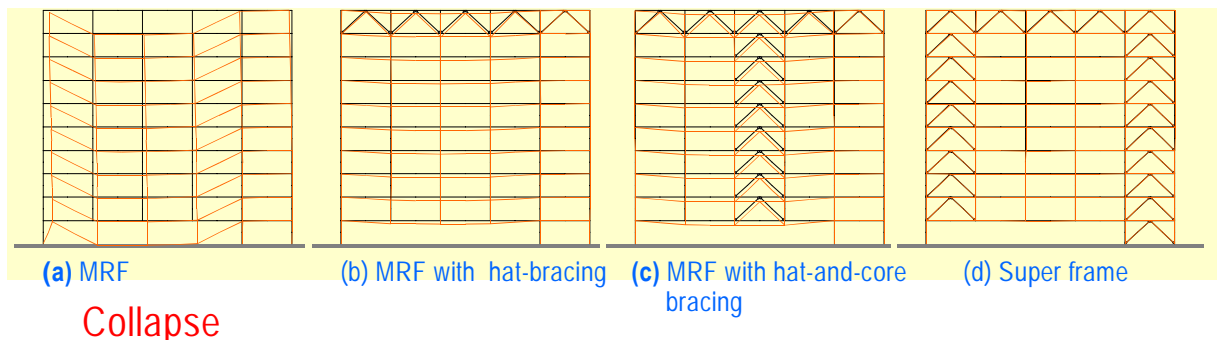 (a) MRF
(b) MRF with hat-bracing
(c) MRF with hat-and-core
bracing
(d) Super frame
Collapse